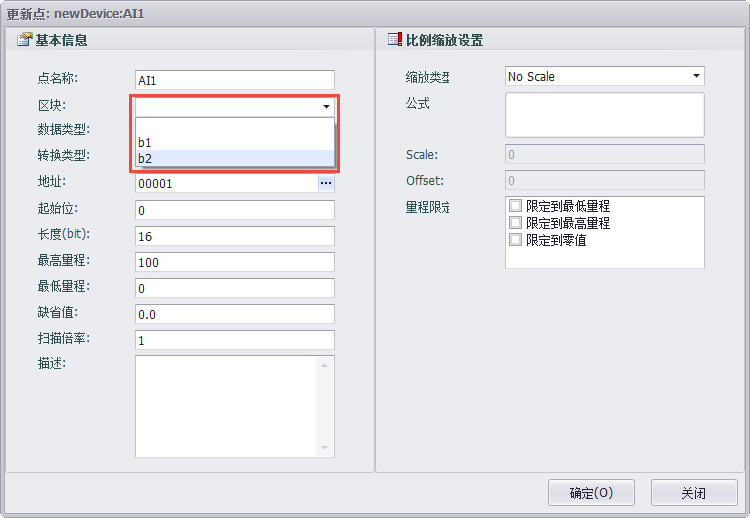 更新点: newDevice:AI1
基本信息
点名称: AI1
区块:
b1
b2
数据类型:
转换类型:
地址: 00001 ...
起始位: 0
长度(bit): 16
最高量程: 100
最低量程: 0
缺省值: 0.0
扫描倍率: 1
描述:
比例缩放设置
缩放类型 No Scale
公式
Scale: 0
Offset: 0
量程限定
限定到最低量程
限定到最高量程
限定到零值
确定(O)
关闭